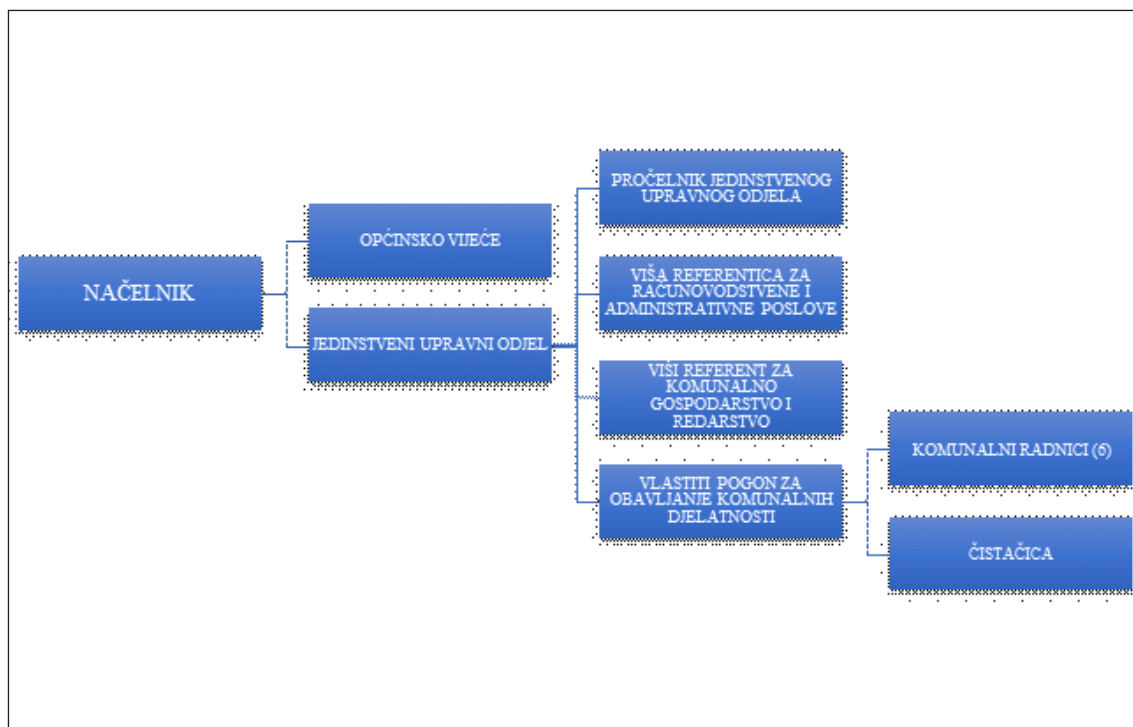 NAČELNIK
OPĆINSKO VIJEĆE
JEDINSTVENI UPRAVNI ODJEL
PROČELNIK JEDINSTVENOG
UPRAVNOG ODJELA
VIŠA REFERENTICA ZA
RAČUNOVODSTVENE I
ADMINISTRATIVNE POSLOVE
VIŠI REFERENT ZA
KOMUNALNO
GOSPODARSTVO I
REDARSTVO
VLASTITI POGON ZA
OBAVLJANJE KOMUNALNIH
DJELATNOSTI
KOMUNALNI RADNICI (6)
ČISTAČICA